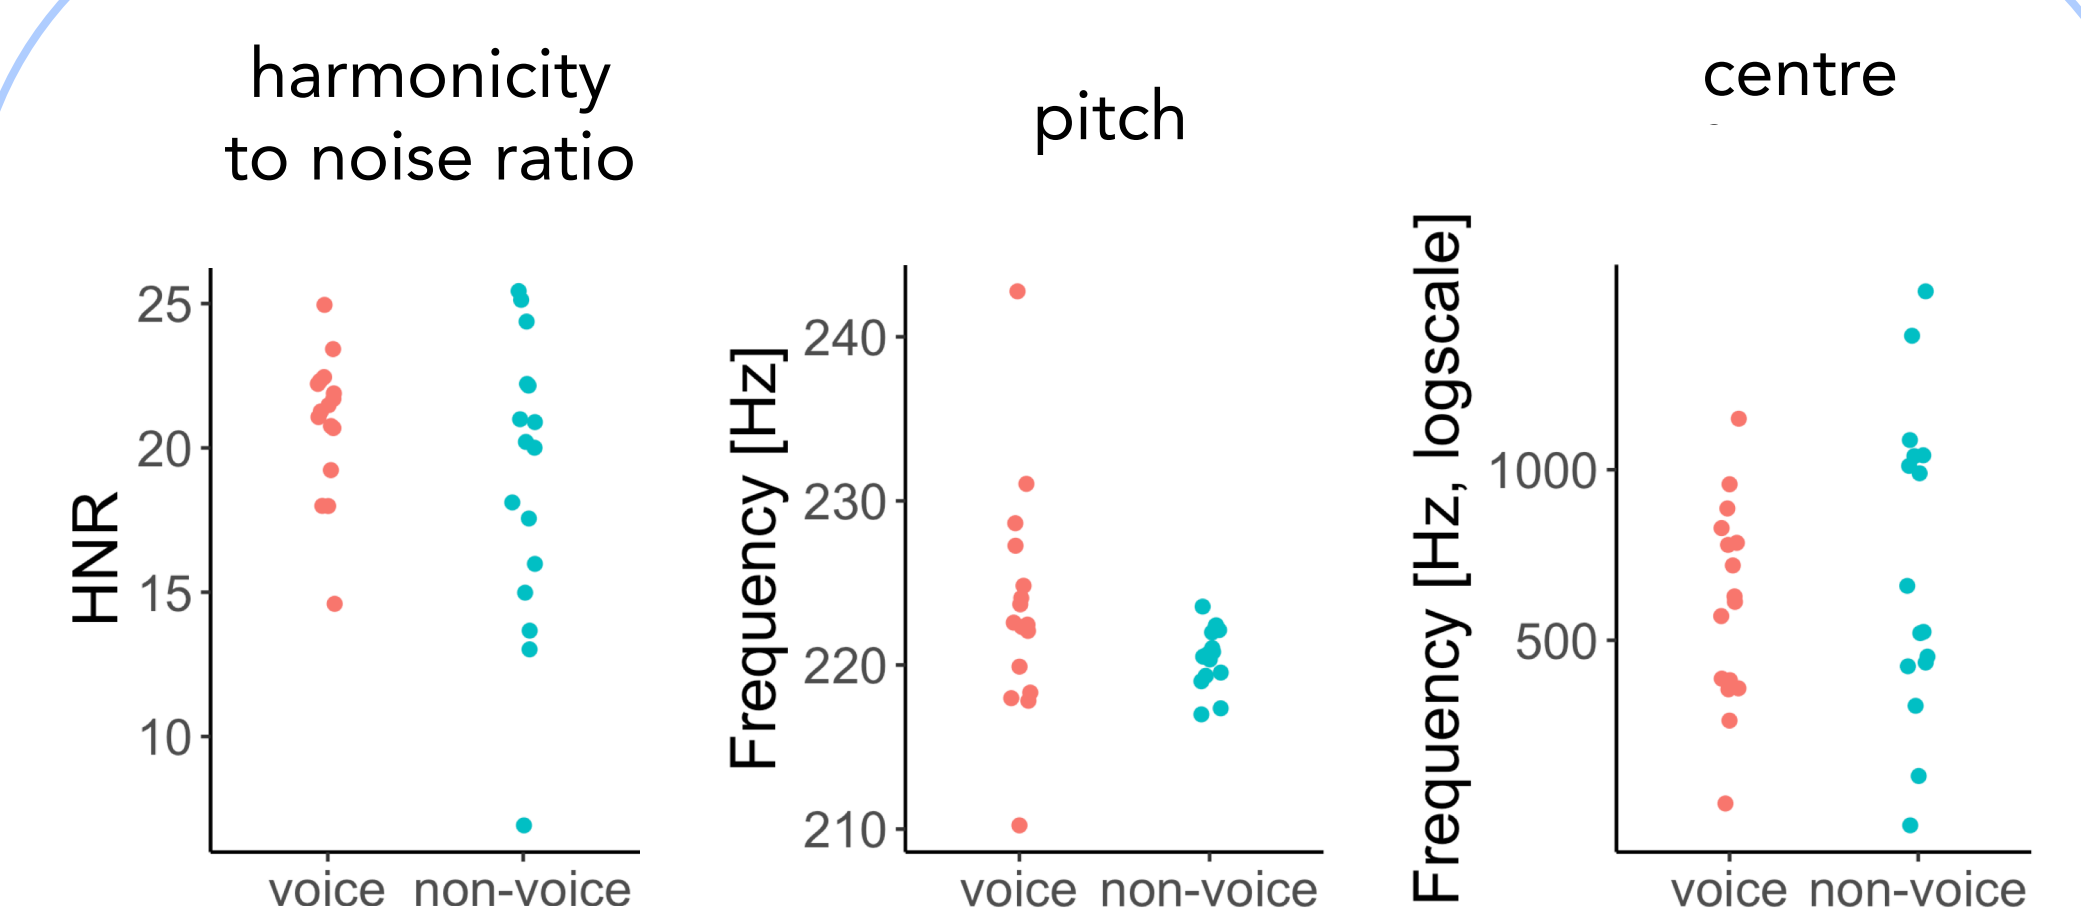 harmonicity
to noise ratio
HNR
25
20
15
10
voice non-voice
pitch
Frequency [Hz]
240
230
220
210
voice non-voice
centre
Frequency [Hz, logscale]
1000
500
voice non-voice